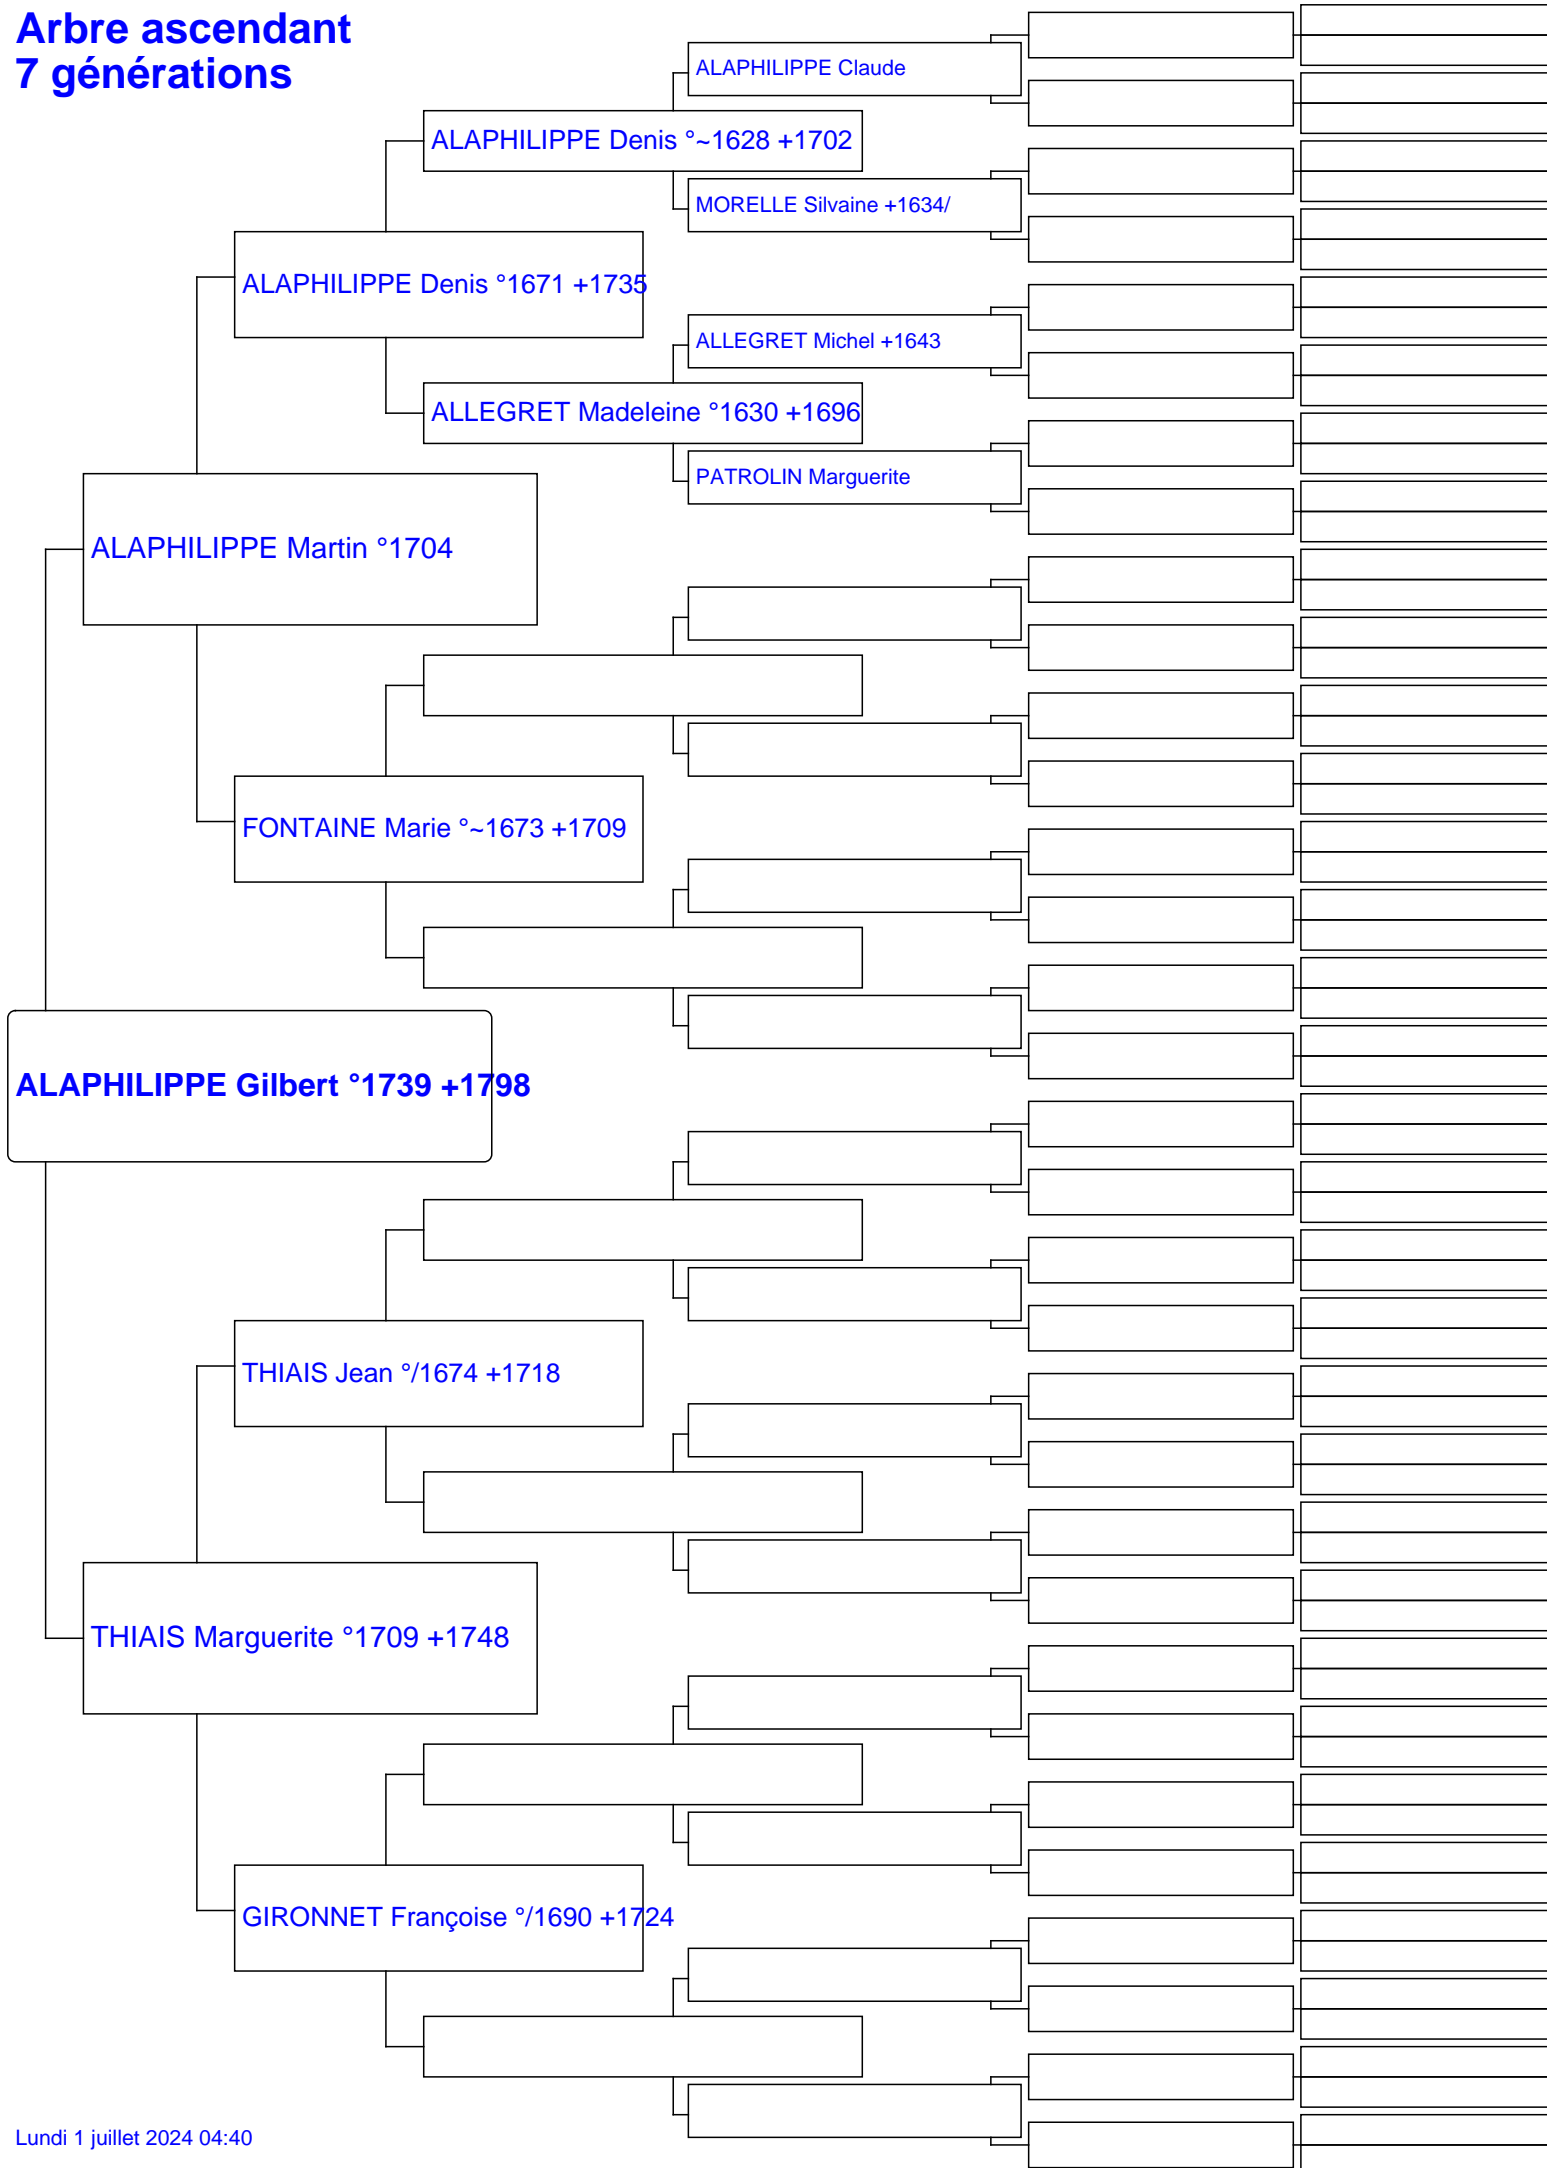 Arbre ascendant
7 générations
ALAPHILIPPE Claude
ALAPHILIPPE Denis °~1628 +1702
MORELLE Silvaine +1634/
ALAPHILIPPE Denis °1671 +1735
ALLEGRET Michel +1643
ALLEGRET Madeleine °1630 +1696
PATROLIN Marguerite
ALAPHILIPPE Martin °1704
FONTAINE Marie °~1673 +1709
ALAPHILIPPE Gilbert °1739 +1798
THIAIS Jean °/1674 +1718
THIAIS Marguerite °1709 +1748
GIRONNET Françoise °/1690 +1724
Lundi 1 juillet 2024 04:40